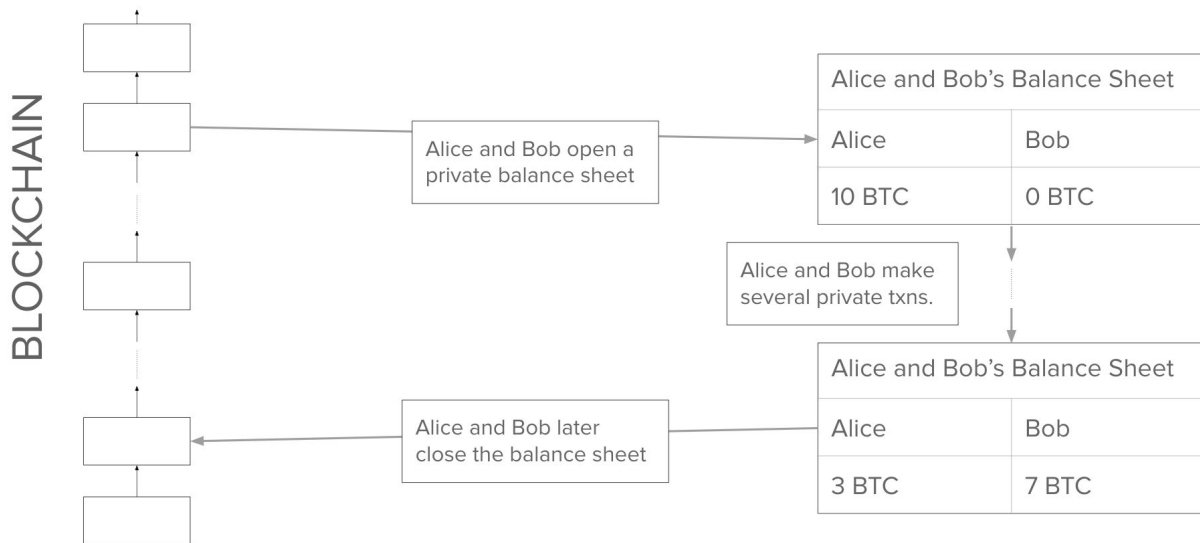 BLOCKCHAIN
Alice and Bob open a
private balance sheet
Alice and Bob's Balance Sheet
Alice
Bob
10 BTC
0 BTC
Alice and Bob make
several private txns.
Alice and Bob's Balance Sheet
Alice
Bob
3 BTC
7 BTC
Alice and Bob later
close the balance sheet